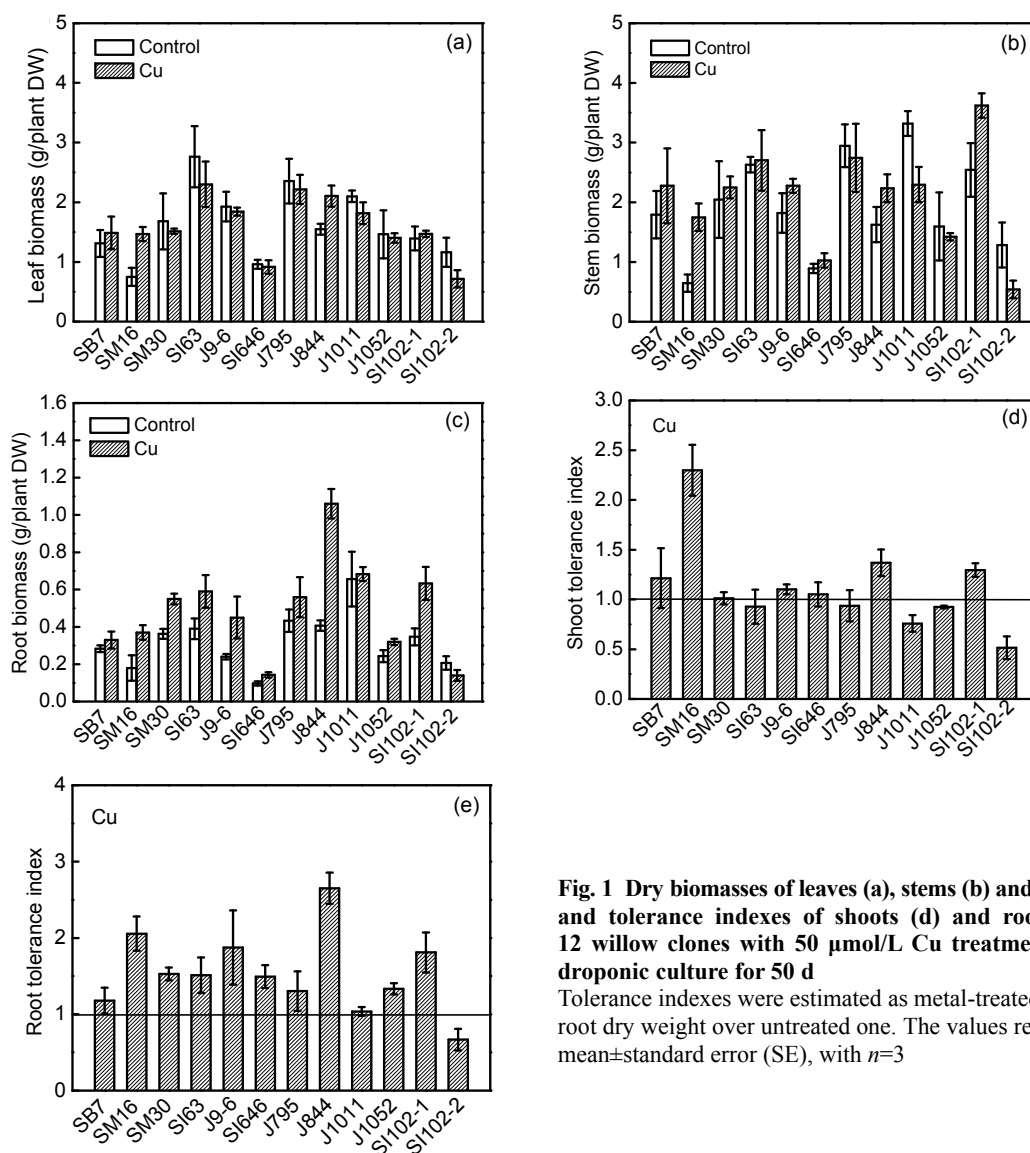 (a)
Control
Cu
Leaf biomass (g/plant DW)
5
4
3
2
1
0
SB7
SM16
SM30
SI63
J9-6
SI646
J795
J844
J1011
J1052
SI102-1
SI102-2
(b)
Control
Cu
Stem biomass (g/plant DW)
5
4
3
2
1
0
SB7
SM16
SM30
SI63
J9-6
SI646
J795
J844
J1011
J1052
SI102-1
SI102-2
(c)
Control
Cu
Root biomass (g/plant DW)
1.6
1.4
1.2
1.0
0.8
0.6
0.4
0.2
0.0
SB7
SM16
SM30
SI63
J9-6
SI646
J795
J844
J1011
J1052
SI102-1
SI102-2
(d)
Cu
Shoot tolerance index
3.0
2.5
2.0
1.5
1.0
0.5
0.0
SB7
SM16
SM30
SI63
J9-6
SI646
J795
J844
J1011
J1052
SI102-1
SI102-2
(e)
Cu
Root tolerance index
4
3
2
1
0
SB7
SM16
SM30
SI63
J9-6
SI646
J795
J844
J1011
J1052
SI102-1
SI102-2
Fig. 1 Dry biomasses of leaves (a), stems (b) and
and tolerance indexes of shoots (d) and roo
12 willow clones with 50 μmol/L Cu treatme
droponic culture for 50 d
Tolerance indexes were estimated as metal-treated
root dry weight over untreated one. The values re
mean±standard error (SE), with n=3